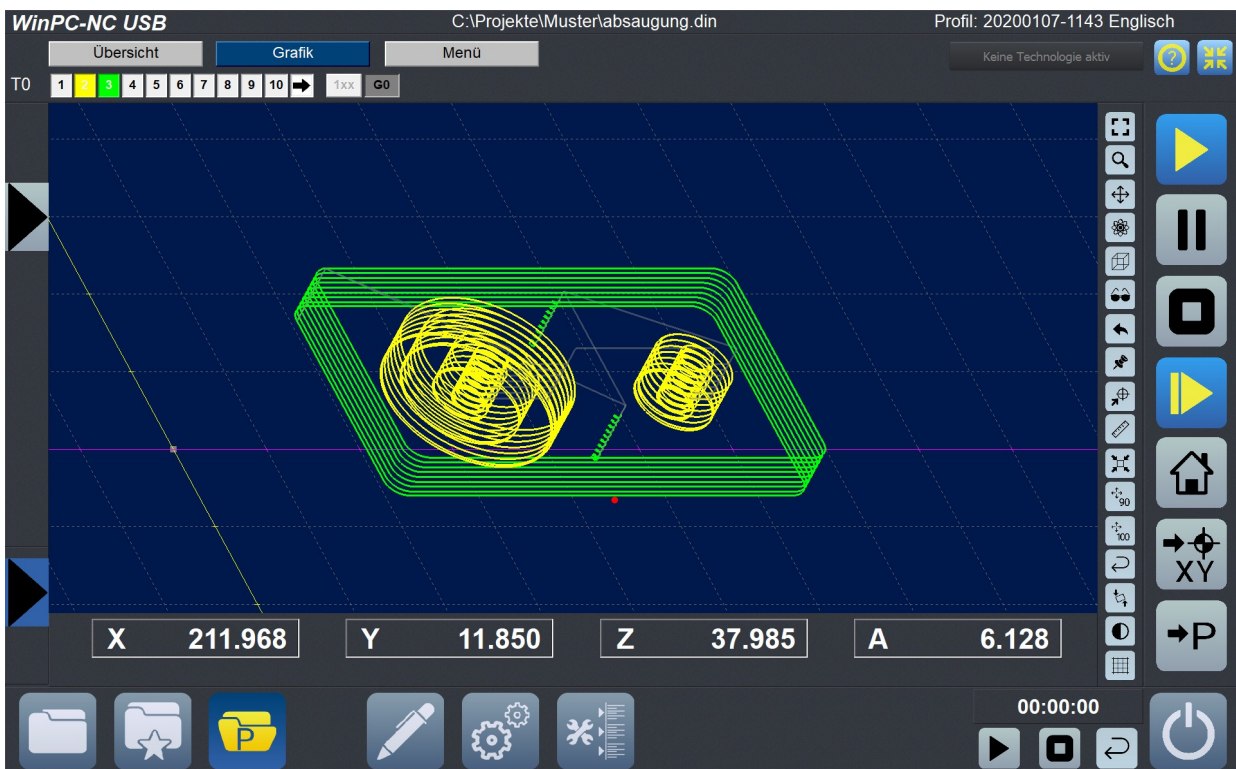 WinPC-NC USB C:\Projekte\Muster\absaugung.din Profil: 20200107-1143 Englisch
Übersicht Grafik Menü Keine Technologie aktiv ?
T0 1 2 3 4 5 6 7 8 9 10 1xx G0
90
100
XY
P
X 211.968 Y 11.850 Z 37.985 A 6.128
P 00:00:00